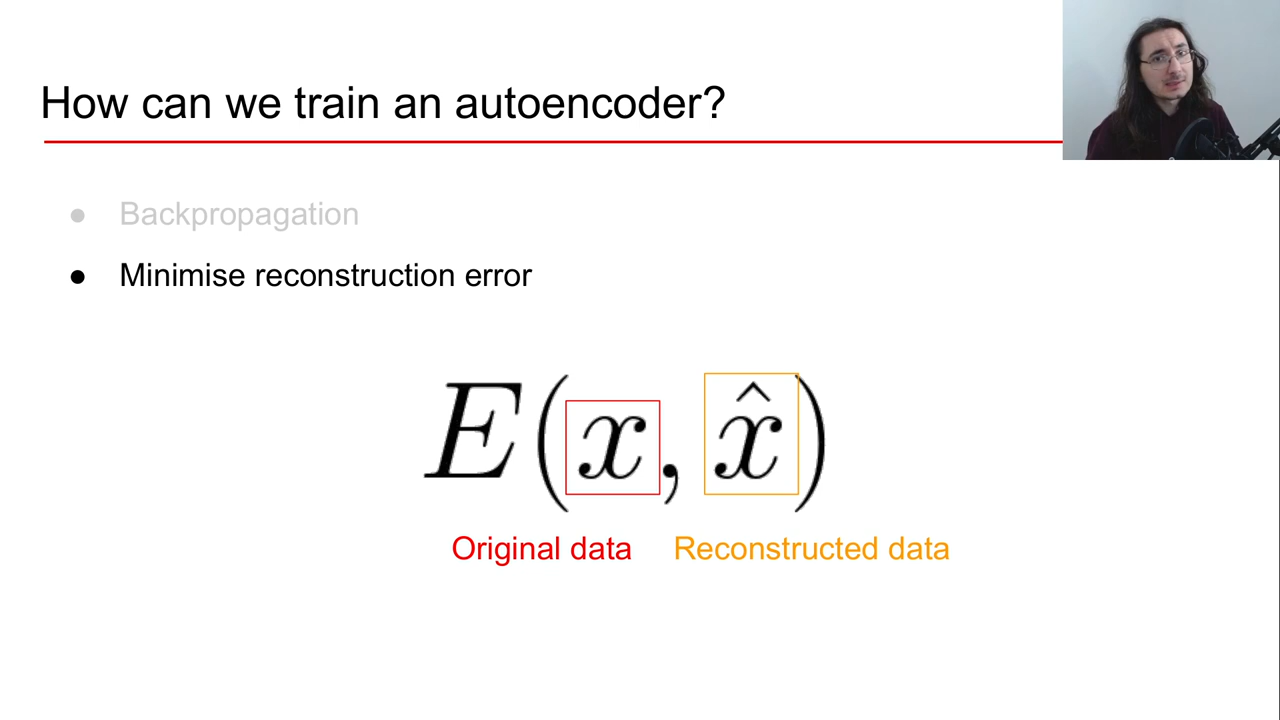 How can we train an autoencoder?
● Backpropagation
● Minimise reconstruction error
E(x, x̂)
Original data Reconstructed data